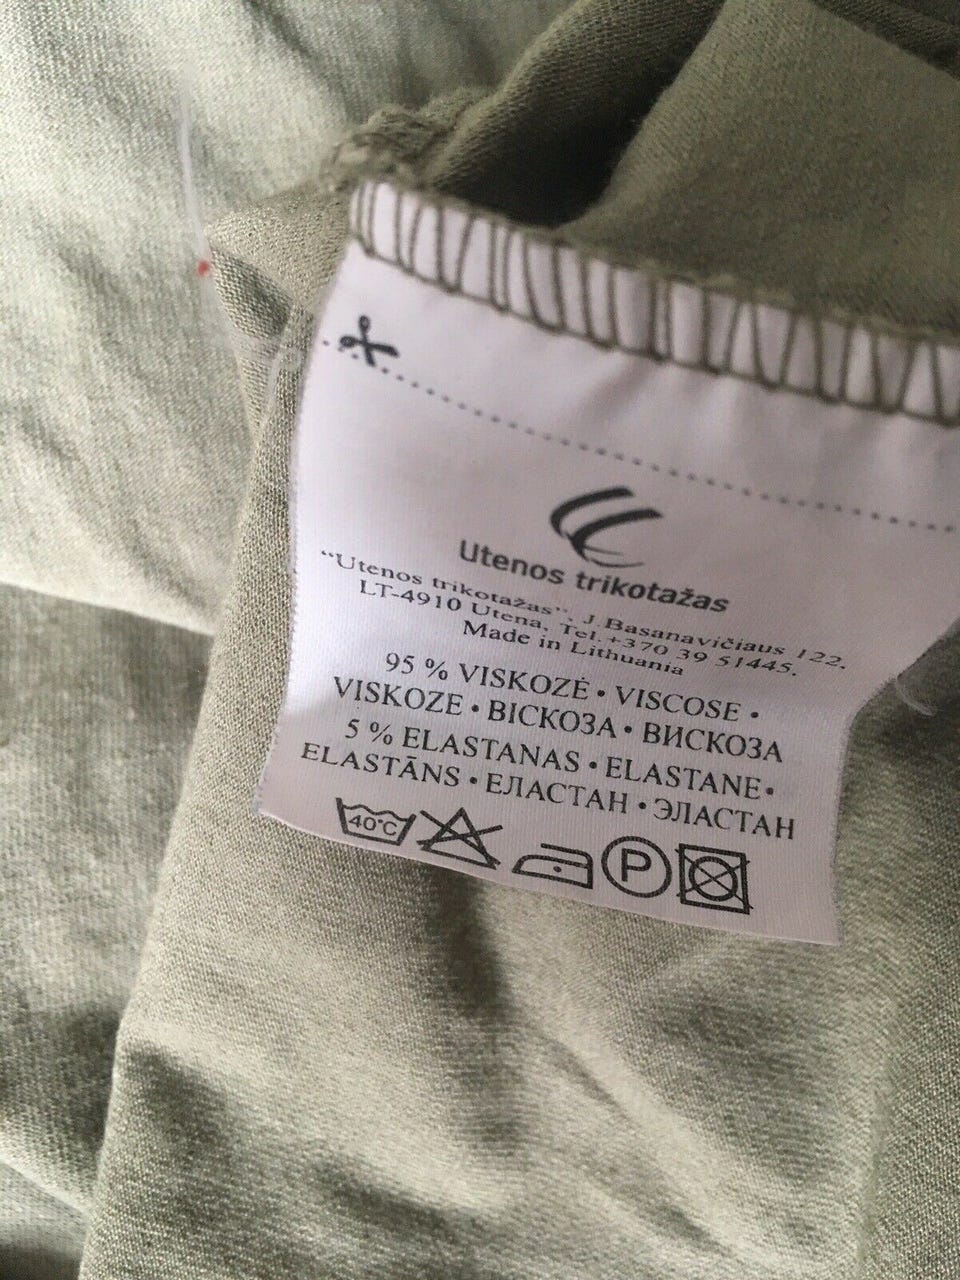 Utenos trikotažas
“Utenos trikotažas”, J.Basanavičiaus 122,
LT-4910 Utena, Tel.+370 39 51445.
Made in Lithuania
95 % VISKOZĖ • VISCOSE •
VISKOZE • ВІСКОЗА • ВИСКОЗА
5 % ELASTANAS • ELASTANE •
ELASTĀNS • ЕЛАСТАН • ЭЛАСТАН
40°C P